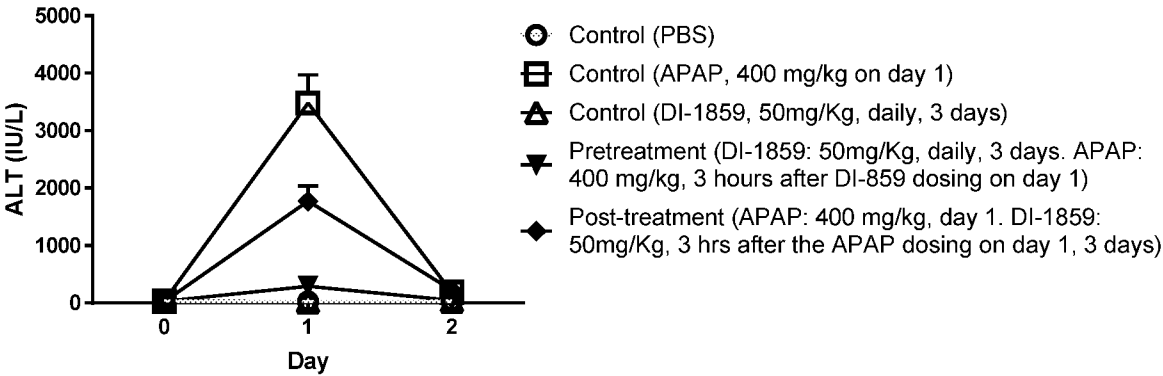 5000
4000
3000
2000
1000
0
ALT (IU/L)
0
1
2
Day
Control (PBS)
Control (APAP, 400 mg/kg on day 1)
Control (DI-1859, 50mg/Kg, daily, 3 days)
Pretreatment (DI-1859: 50mg/Kg, daily, 3 days. APAP:
400 mg/kg, 3 hours after DI-859 dosing on day 1)
Post-treatment (APAP: 400 mg/kg, day 1. DI-1859:
50mg/Kg, 3 hrs after the APAP dosing on day 1, 3 days)